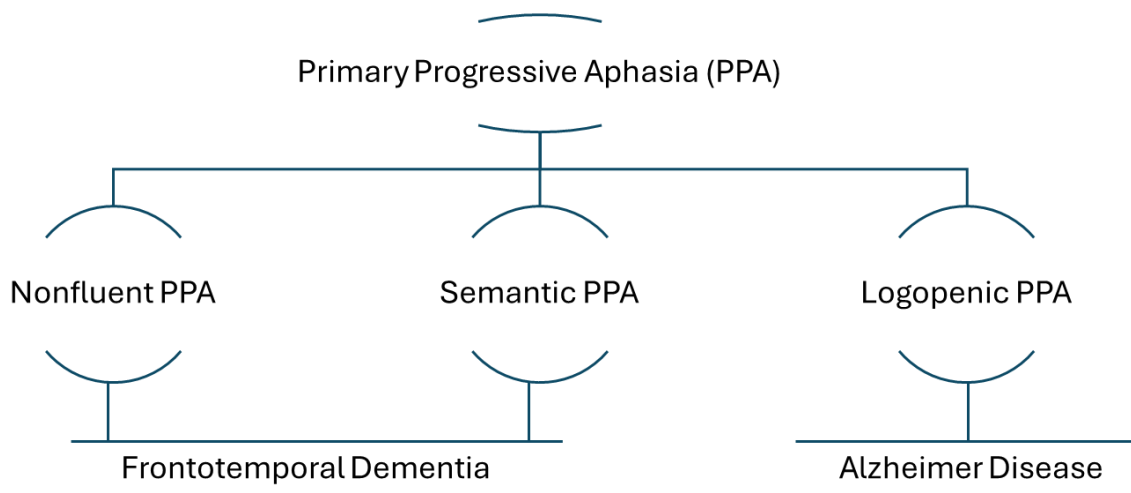 Primary Progressive Aphasia (PPA)
Nonfluent PPA
Semantic PPA
Logopenic PPA
Frontotemporal Dementia
Alzheimer Disease